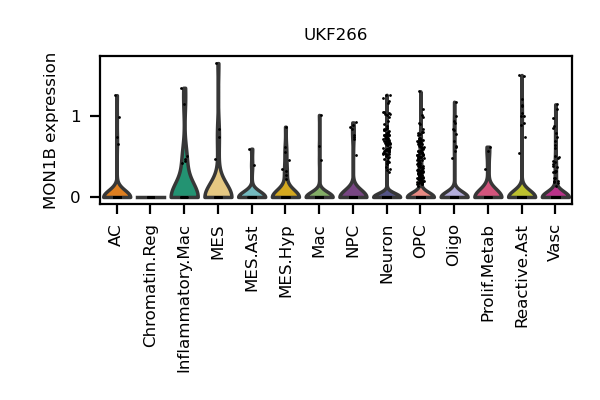 UKF266
MON1B expression
1
0
AC
Chromatin.Reg
Inflammatory.Mac
MES
MES.Ast
MES.Hyp
Mac
NPC
Neuron
OPC
Oligo
Prolif.Metab
Reactive.Ast
Vasc